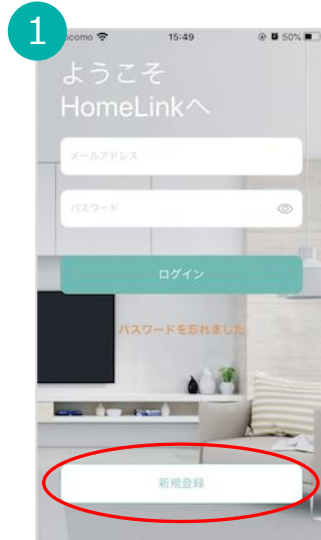 1
ocomo 15:49 50%
ようこそ
HomeLinkへ
メールアドレス
パスワード
ログイン
パスワードを忘れました
新規登録